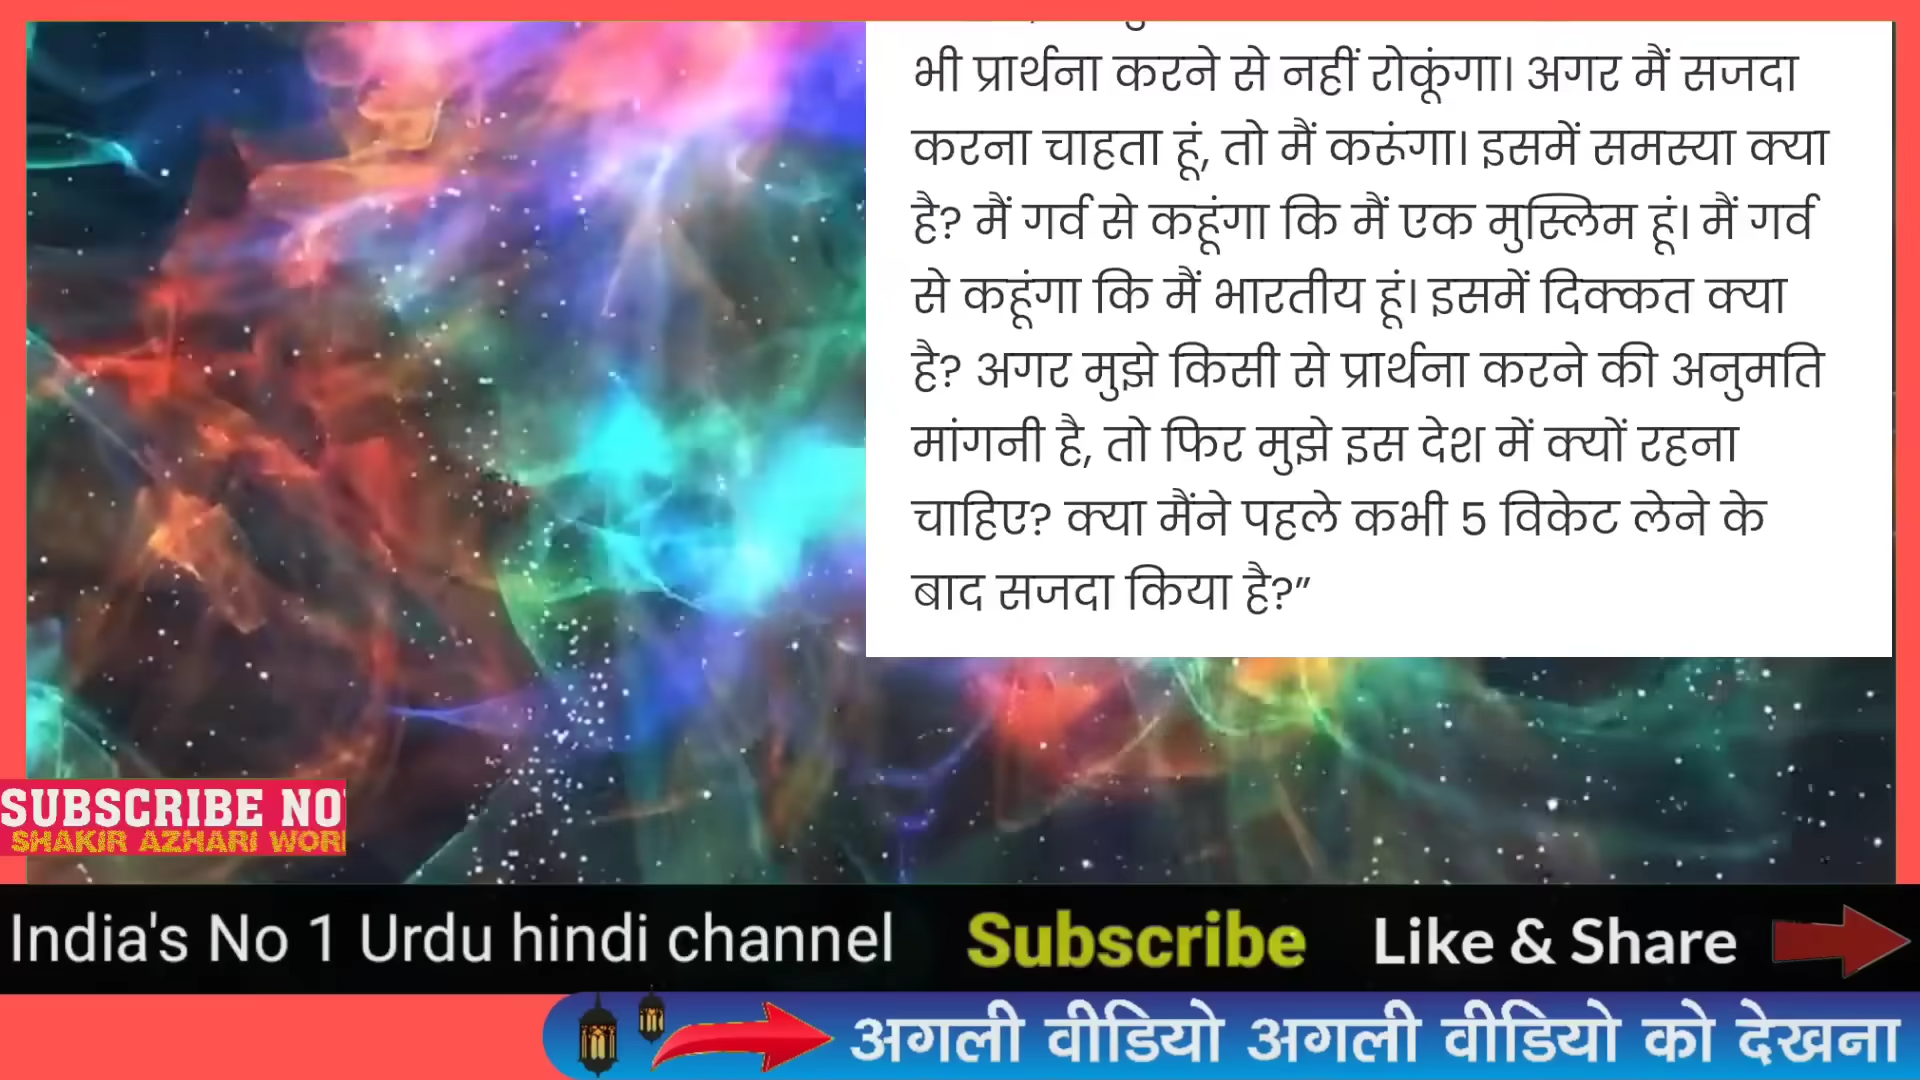 भी प्रार्थना करने से नहीं रोकूंगा। अगर मैं सजदा
करना चाहता हूं, तो मैं करूंगा। इसमें समस्या क्या
है? मैं गर्व से कहूंगा कि मैं एक मुस्लिम हूं। मैं गर्व
से कहूंगा कि मैं भारतीय हूं। इसमें दिक्कत क्या
है? अगर मुझे किसी से प्रार्थना करने की अनुमति
मांगनी है, तो फिर मुझे इस देश में क्यों रहना
चाहिए? क्या मैंने पहले कभी 5 विकेट लेने के
बाद सजदा किया है?”
SUBSCRIBE NO
SHAKIR AZHARI WOR
India's No 1 Urdu hindi channel Subscribe Like & Share
अगली वीडियो अगली वीडियो को देखना